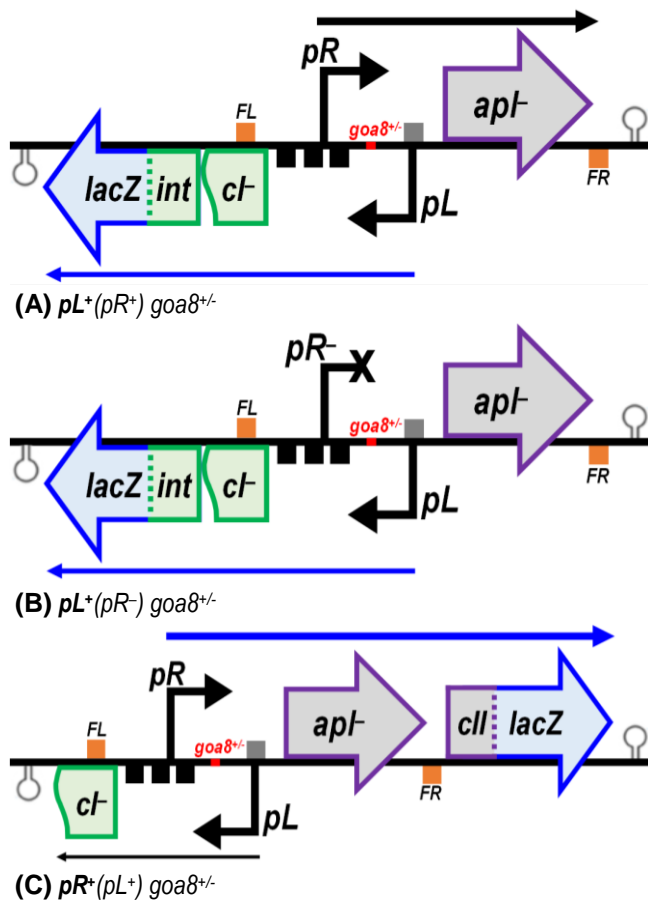 pR
FL
goa8+/-
apl–
lacZ
int
cI–
pL
FR
(A) pL+(pR+) goa8+/-
pR–
X
FL
goa8+/-
apl–
lacZ
int
cI–
pL
FR
(B) pL+(pR–) goa8+/-
pR
FL
goa8+/-
apl–
cII
lacZ
cI–
pL
FR
(C) pR+(pL+) goa8+/-